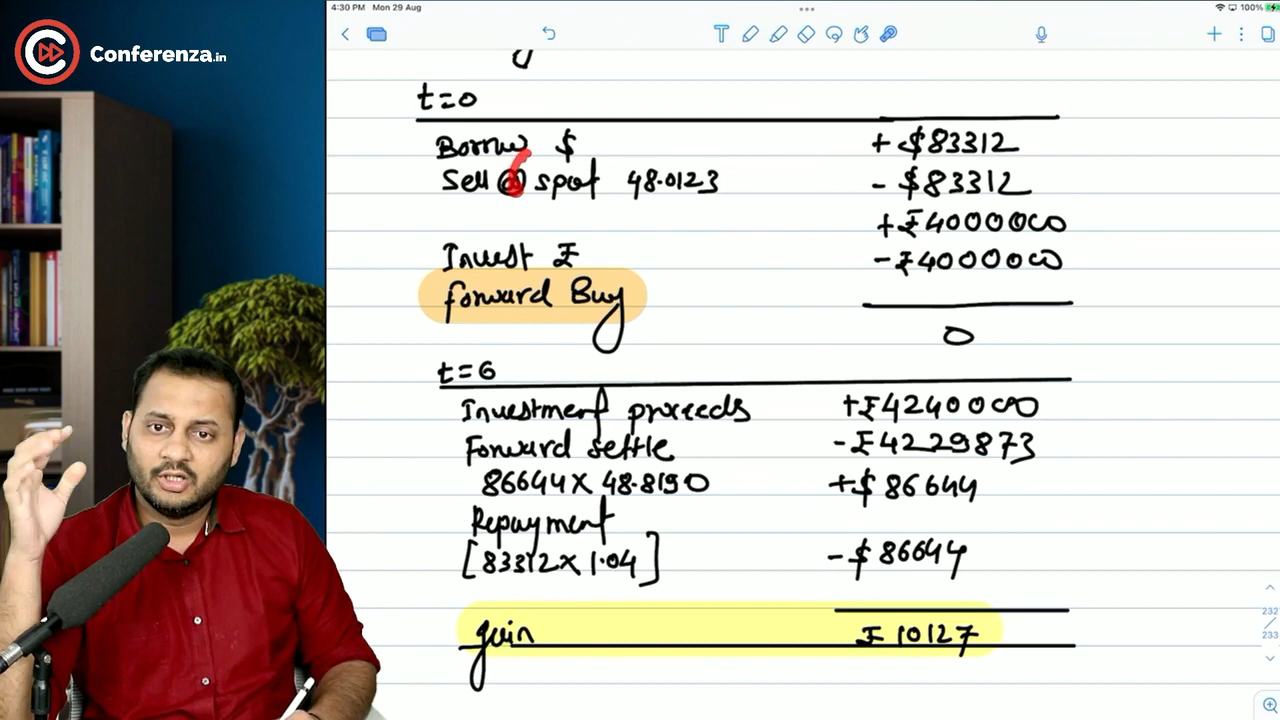 4:30 PM Mon 29 Aug
100%
Conferenza.in
t=0
Borrow $ + $83312
Sell @ spot 48.0123 - $83312
+₹4000000
Invest ₹ -₹4000000
forward Buy
0
t=6
Investment proceeds +₹4240000
Forward settle -₹4229873
86644 x 48.8190 +$ 86644
Repayment
[83312 x 1.04] -$ 86644
232
233
Gain ₹ 10127